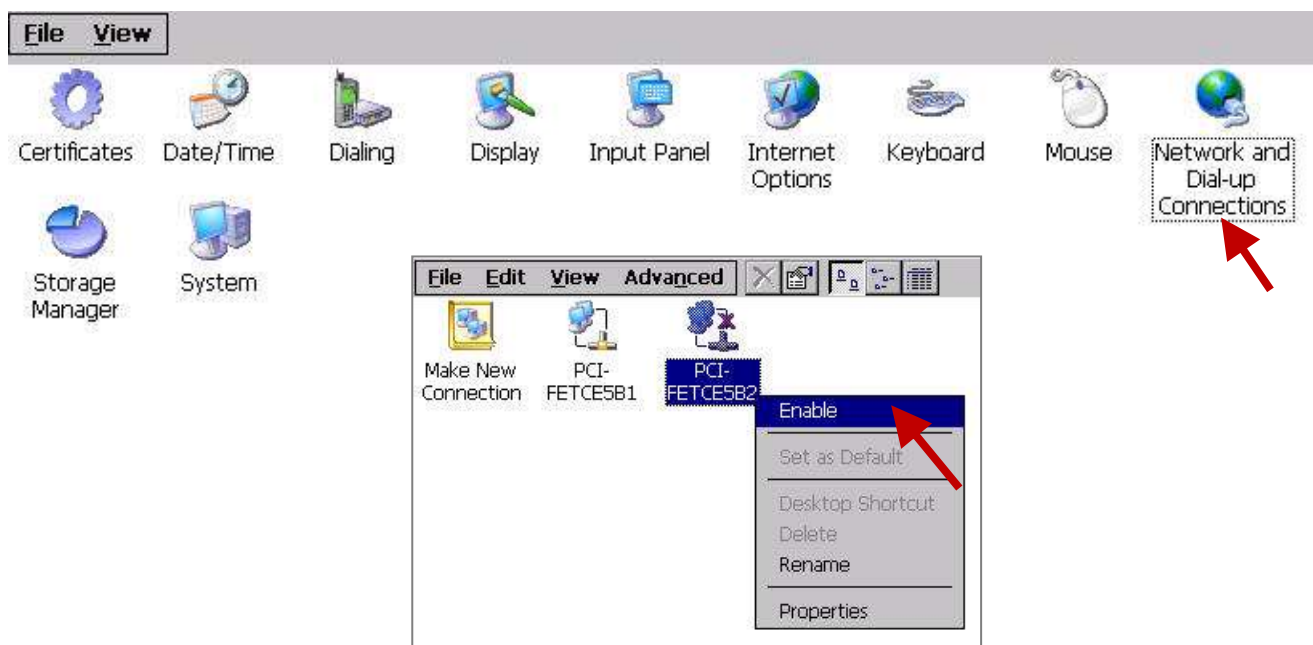 File View
Certificates Date/Time Dialing Display Input Panel Internet Options Keyboard Mouse Network and Dial-up Connections
Storage Manager System
File Edit View Advanced
Make New Connection PCI-FETCE5B1 PCI-FETCE5B2
Enable
Set as Default
Desktop Shortcut
Delete
Rename
Properties